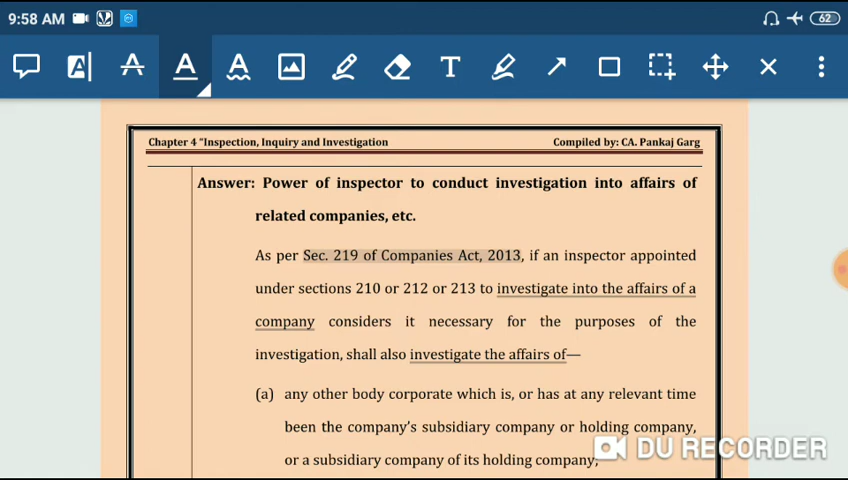 9:58 AM
62
Chapter 4 “Inspection, Inquiry and Investigation Compiled by: CA. Pankaj Garg
Answer: Power of inspector to conduct investigation into affairs of
related companies, etc.
As per Sec. 219 of Companies Act, 2013, if an inspector appointed
under sections 210 or 212 or 213 to investigate into the affairs of a
company considers it necessary for the purposes of the
investigation, shall also investigate the affairs of—
(a) any other body corporate which is, or has at any relevant time
been the company’s subsidiary company or holding company,
DU RECORDER
or a subsidiary company of its holding company;